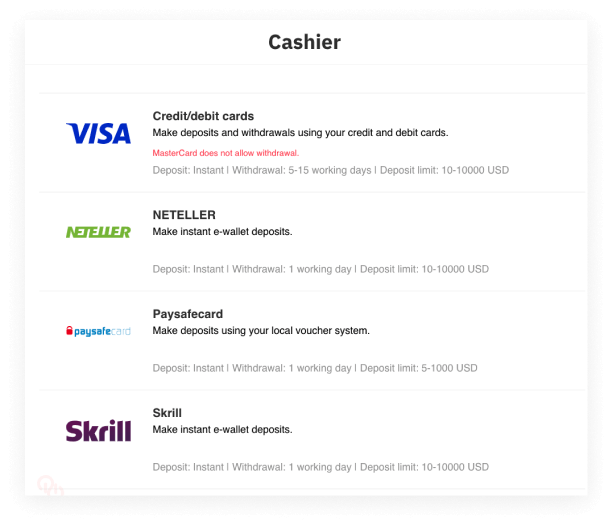 Cashier
VISA
Credit/debit cards
Make deposits and withdrawals using your credit and debit cards.
MasterCard does not allow withdrawal.
Deposit: Instant | Withdrawal: 5-15 working days | Deposit limit: 10-10000 USD
NETELLER
NETELLER
Make instant e-wallet deposits.
Deposit: Instant | Withdrawal: 1 working day | Deposit limit: 10-10000 USD
paysafecard
Paysafecard
Make deposits using your local voucher system.
Deposit: Instant | Withdrawal: 1 working day | Deposit limit: 5-1000 USD
Skrill
Skrill
Make instant e-wallet deposits.
Deposit: Instant | Withdrawal: 1 working day | Deposit limit: 10-10000 USD